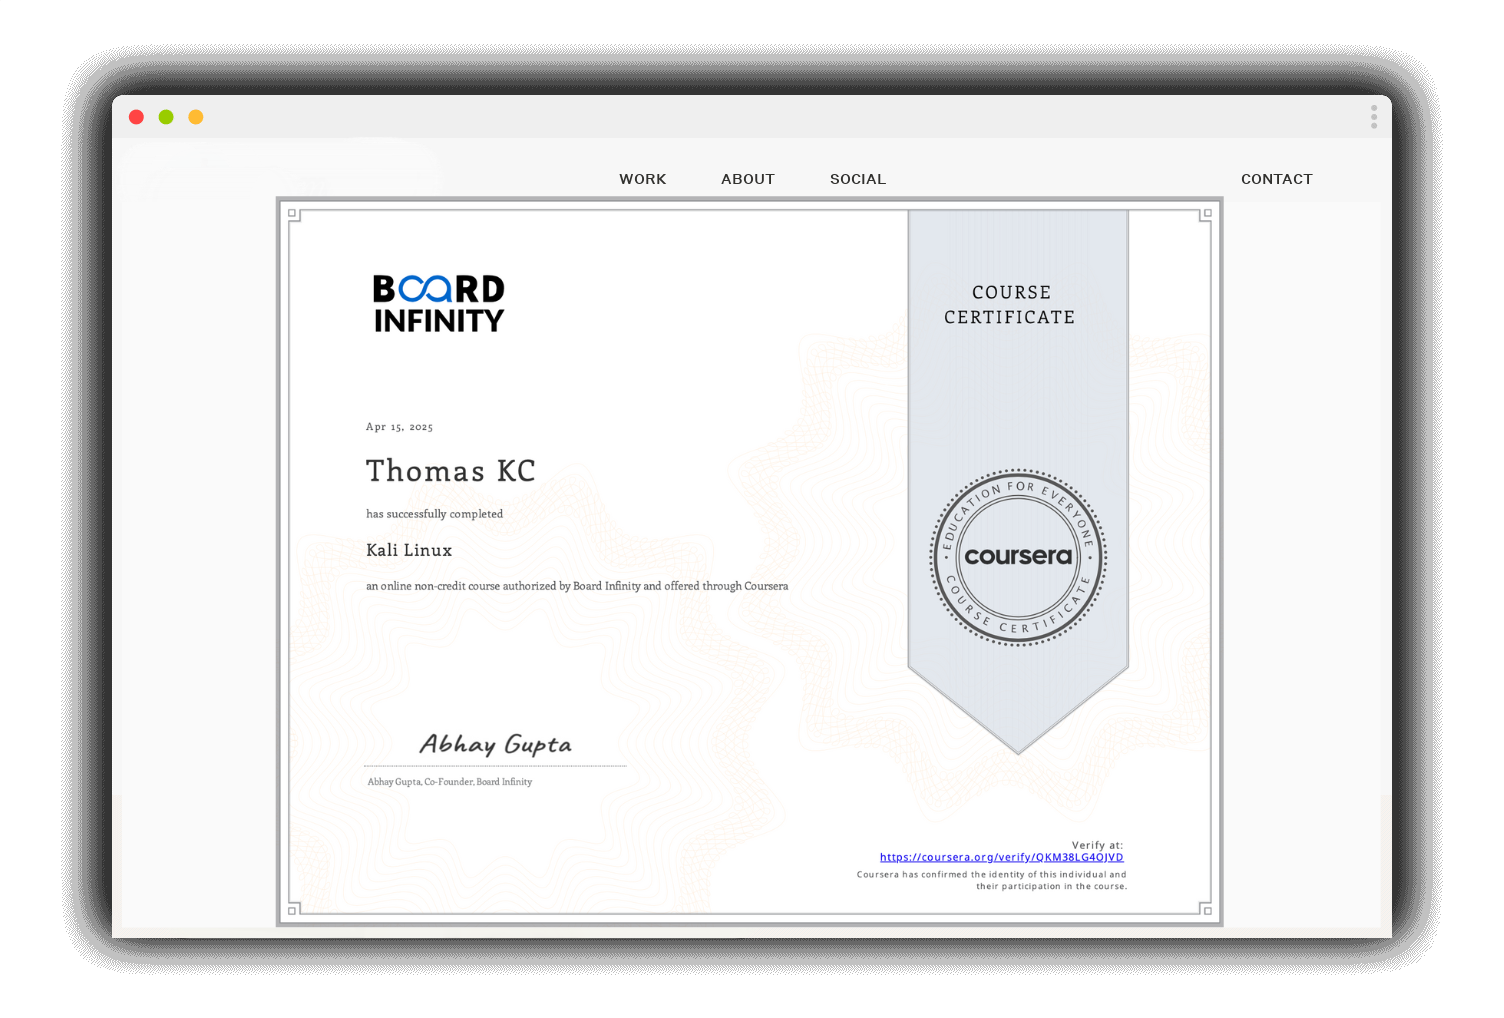 WORK ABOUT SOCIAL CONTACT
BOARD
INFINITY
COURSE
CERTIFICATE
Apr 15, 2025
Thomas KC
has successfully completed
Kali Linux
an online non-credit course authorized by Board Infinity and offered through Coursera
EDUCATION FOR EVERYONE
coursera
COURSE CERTIFICATE
Abhay Gupta
Abhay Gupta, Co-Founder, Board Infinity
Verify at:
https://coursera.org/verify/QKM38LG4OJVD
Coursera has confirmed the identity of this individual and
their participation in the course.